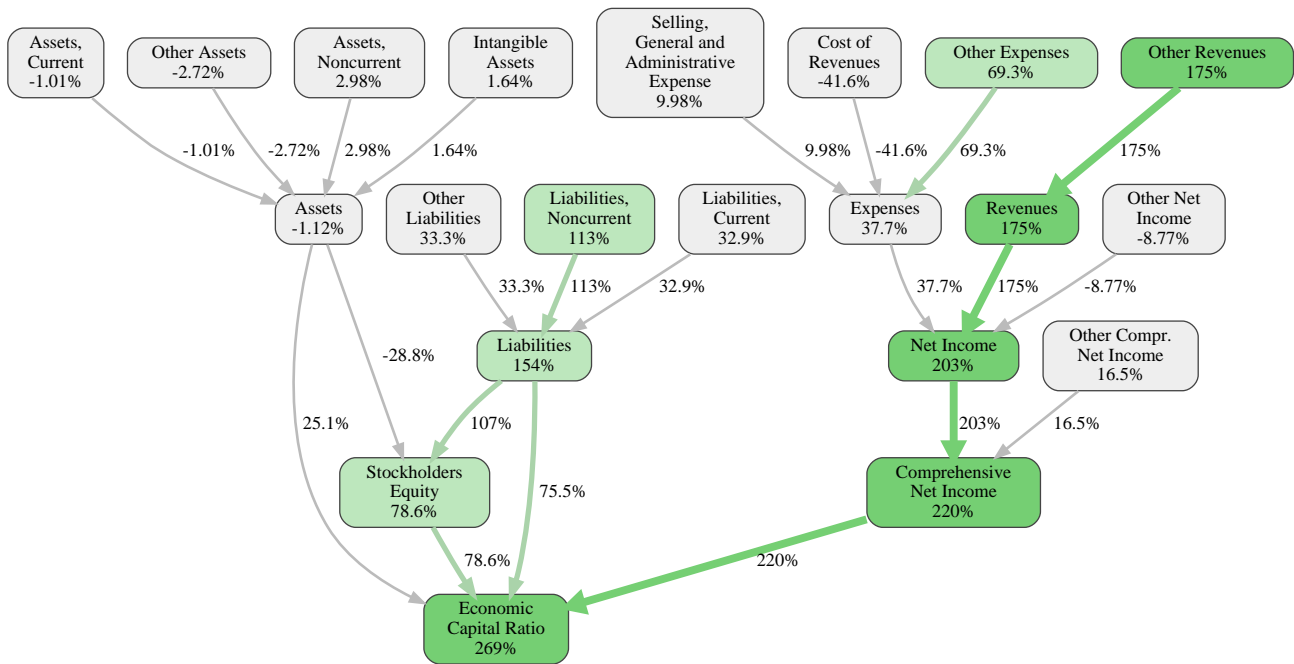 Assets,
Current
-1.01%
Other Assets
-2.72%
Assets,
Noncurrent
2.98%
Intangible
Assets
1.64%
Selling,
General and
Administrative
Expense
9.98%
Cost of
Revenues
-41.6%
Other Expenses
69.3%
Other Revenues
175%
-1.01%
-2.72%
2.98%
1.64%
9.98%
-41.6%
69.3%
175%
Assets
-1.12%
Other
Liabilities
33.3%
Liabilities,
Noncurrent
113%
Liabilities,
Current
32.9%
Expenses
37.7%
Revenues
175%
Other Net
Income
-8.77%
33.3%
113%
32.9%
37.7%
175%
-8.77%
-28.8%
Liabilities
154%
Net Income
203%
Other Compr.
Net Income
16.5%
25.1%
107%
203%
16.5%
Stockholders
Equity
78.6%
75.5%
Comprehensive
Net Income
220%
78.6%
220%
Economic
Capital Ratio
269%